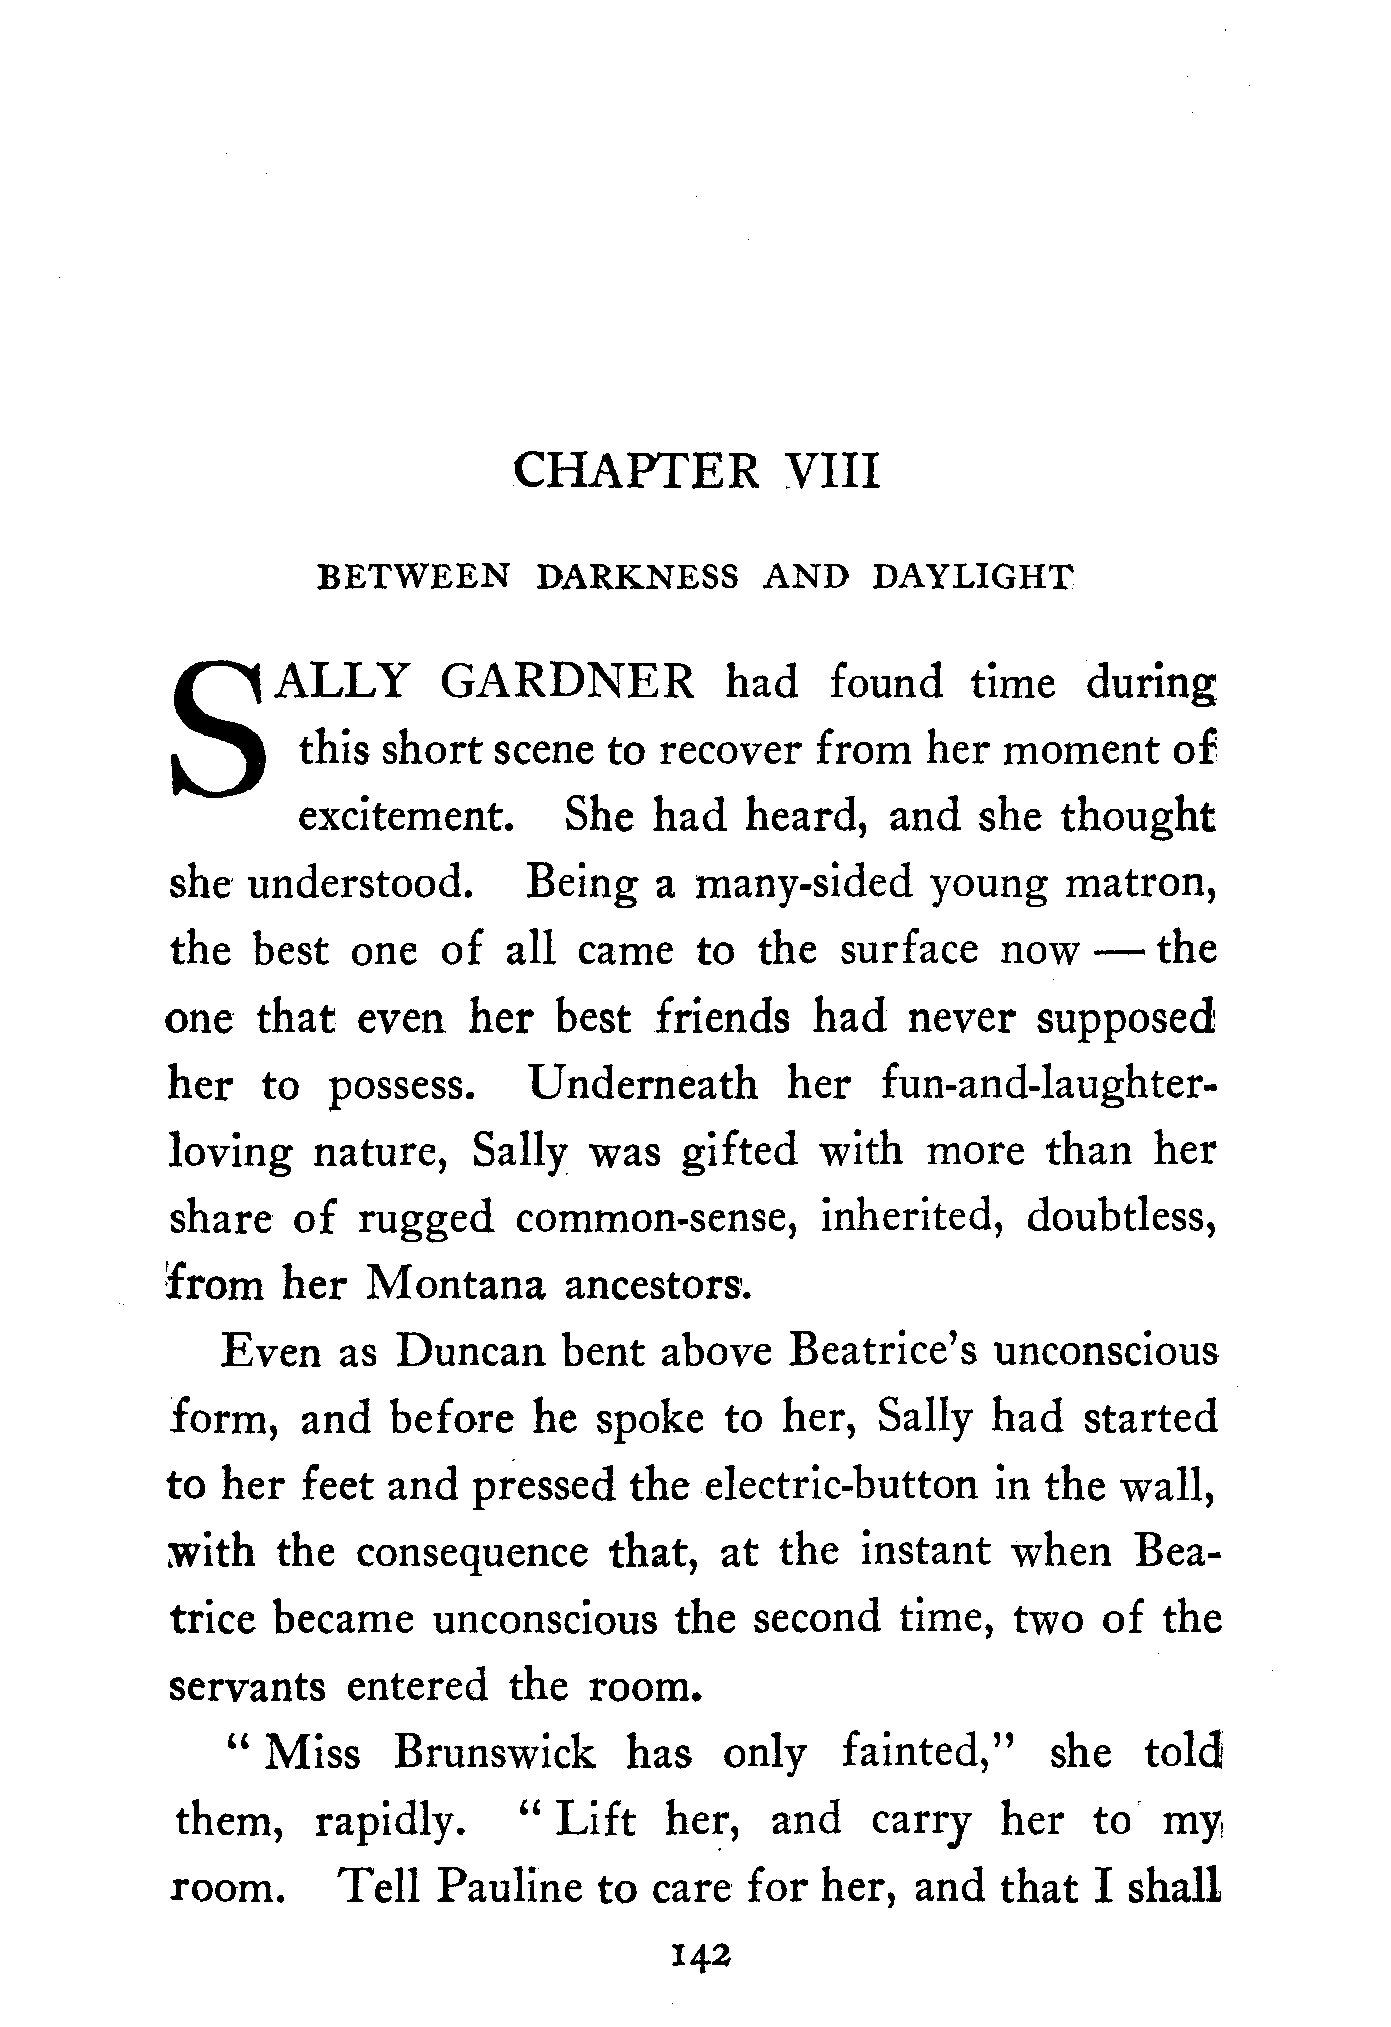 CHAPTER VIII
BETWEEN DARKNESS AND DAYLIGHT
SALLY GARDNER had found time during
this short scene to recover from her moment of
excitement. She had heard, and she thought
she understood. Being a many-sided young matron,
the best one of all came to the surface now — the
one that even her best friends had never supposed
her to possess. Underneath her fun-and-laughter-
loving nature, Sally was gifted with more than her
share of rugged common-sense, inherited, doubtless,
from her Montana ancestors.
Even as Duncan bent above Beatrice's unconscious
form, and before he spoke to her, Sally had started
to her feet and pressed the electric-button in the wall,
with the consequence that, at the instant when Bea-
trice became unconscious the second time, two of the
servants entered the room.
“ Miss Brunswick has only fainted,” she told
them, rapidly. “ Lift her, and carry her to my
room. Tell Pauline to care for her, and that I shall
142